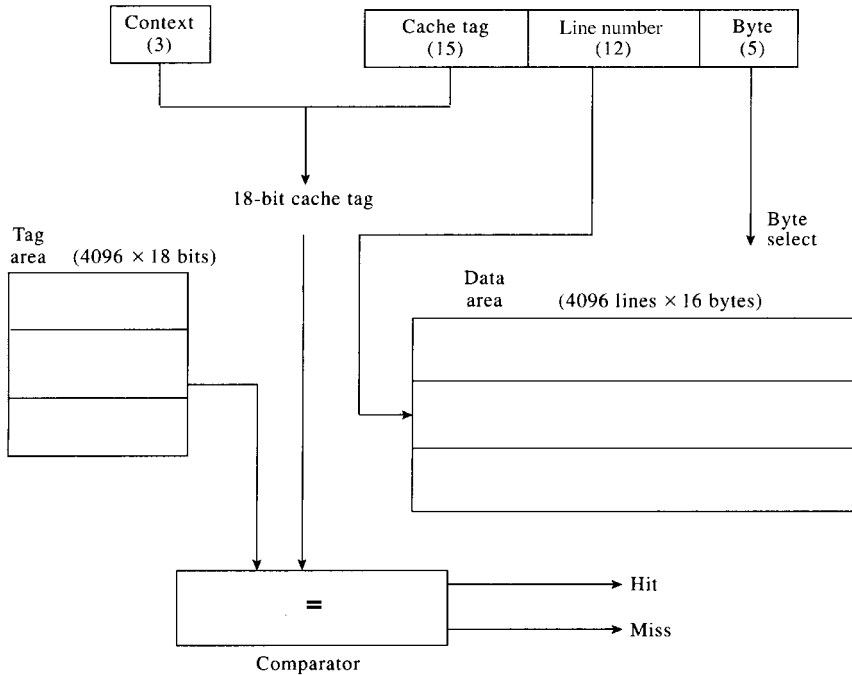 Context
(3)
Cache tag
(15)
Line number
(12)
Byte
(5)
18-bit cache tag
Byte
select
Tag
area (4096 × 18 bits)
Data
area (4096 lines × 16 bytes)
=
Hit
Miss
Comparator